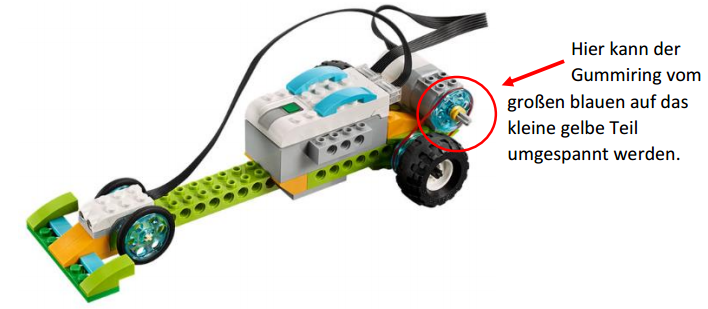 Hier kann der
Gummiring vom
großen blauen auf das
kleine gelbe Teil
umgespannt werden.